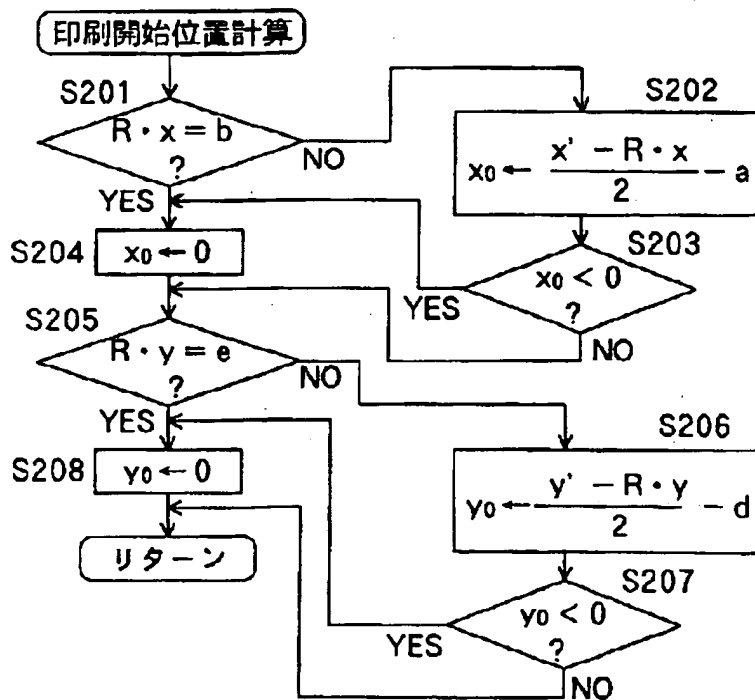 印刷開始位置計算
S201
R・x = b
?
NO
YES
S202
x0 ← (x' − R・x)/2 − a
S203
x0 < 0
?
YES
NO
S204
x0 ← 0
S205
R・y = e
?
NO
YES
S206
y0 ← (y' − R・y)/2 − d
S207
y0 < 0
?
YES
NO
S208
y0 ← 0
リターン